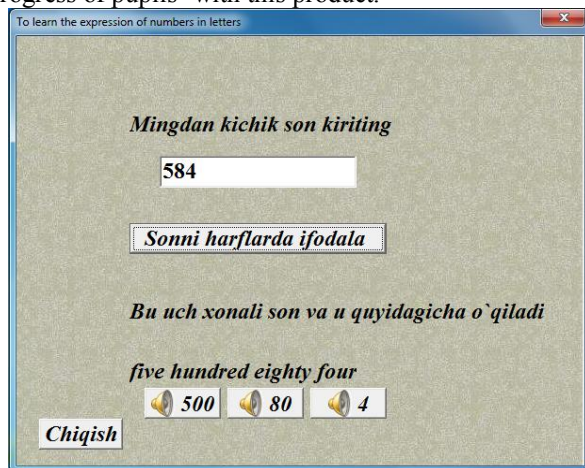 rogress of pupils' with this product.
To learn the expression of numbers in letters
x
Mingdan kichik son kiriting
584
Sonni harflarda ifodala
Bu uch xonali son va u quyidagicha o`qiladi
five hundred eighty four
500 80 4
Chiqish